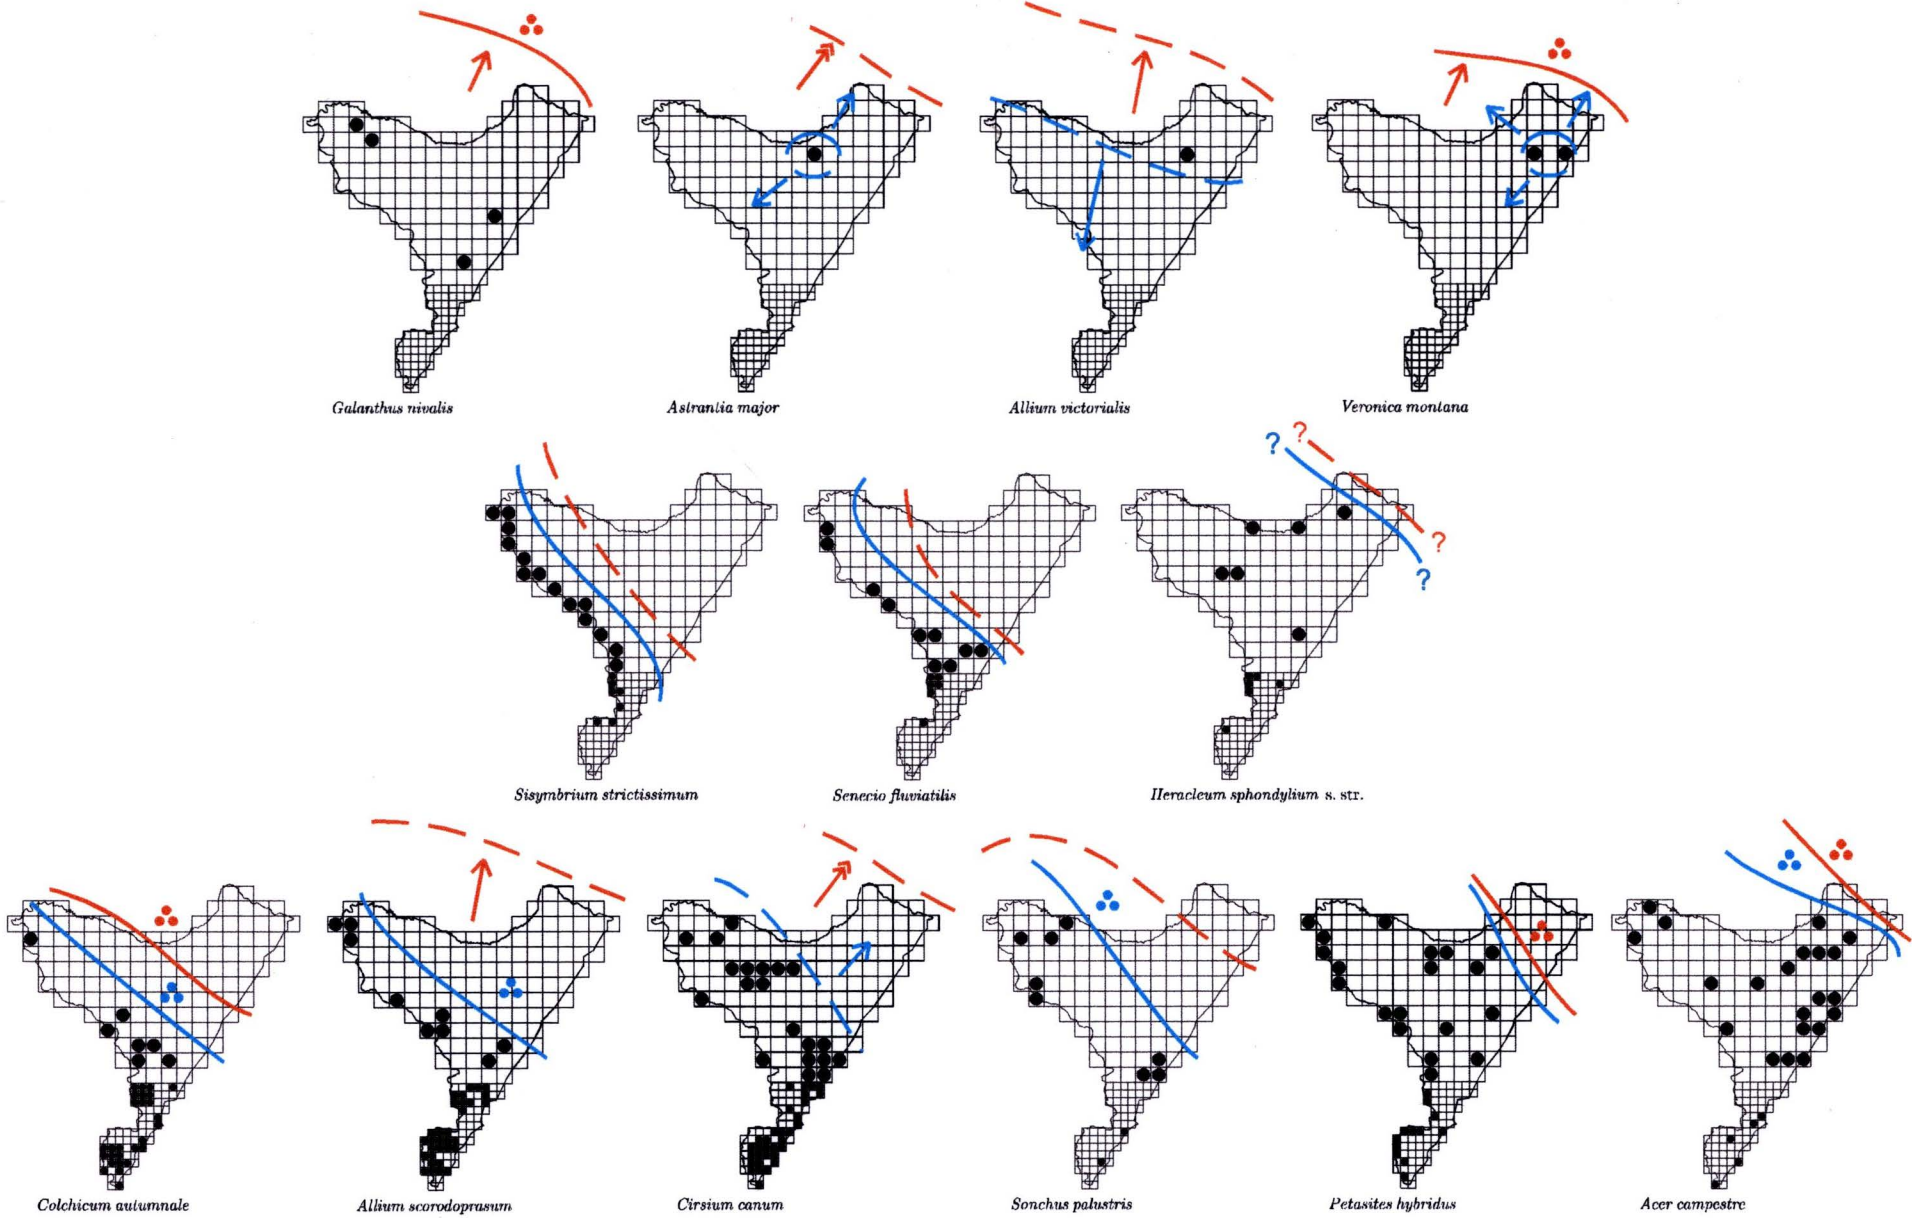 Galanthus nivalis
Astrantia major
Allium victorialis
Veronica montana
? ?
?
?
Sisymbrium strictissimum
Senecio fluviatilis
Heracleum sphondylium s. str.
Colchicum autumnale
Allium scorodoprasum
Cirsium canum
Sonchus palustris
Petasites hybridus
Acer campestre